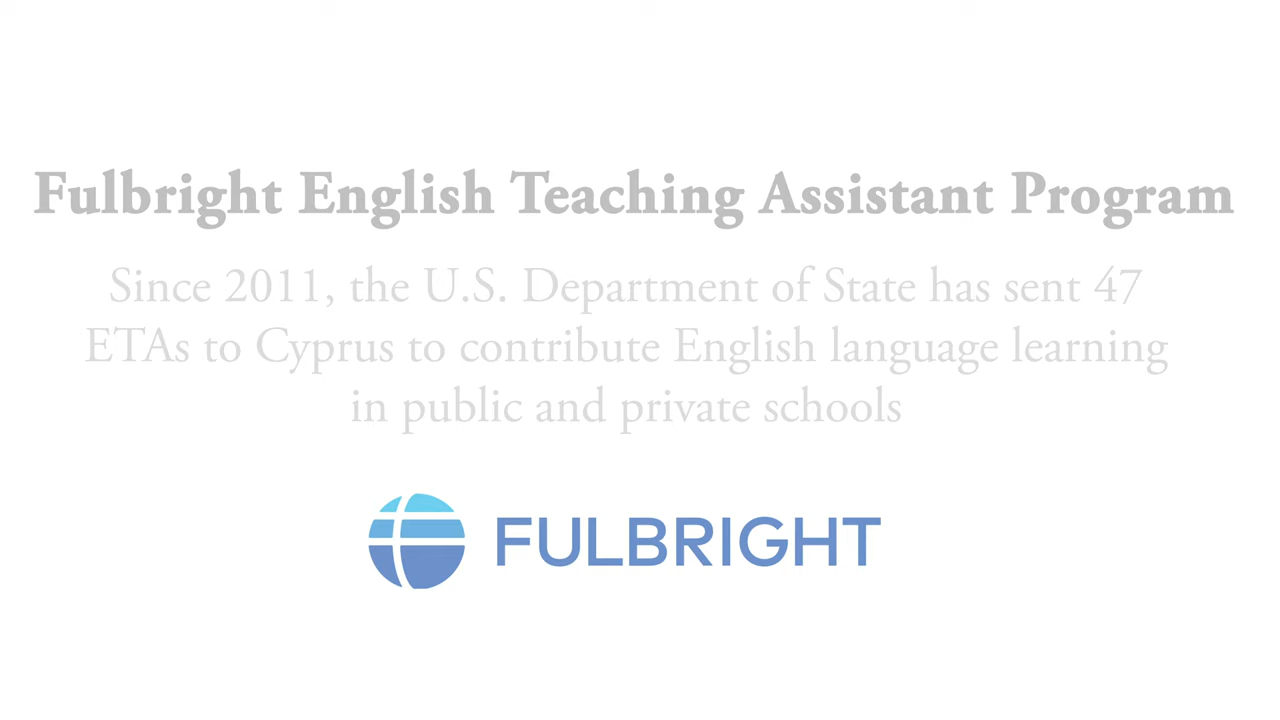 Fulbright English Teaching Assistant Program
Since 2011, the U.S. Department of State has sent 47
ETAs to Cyprus to contribute English language learning
in public and private schools
FULBRIGHT